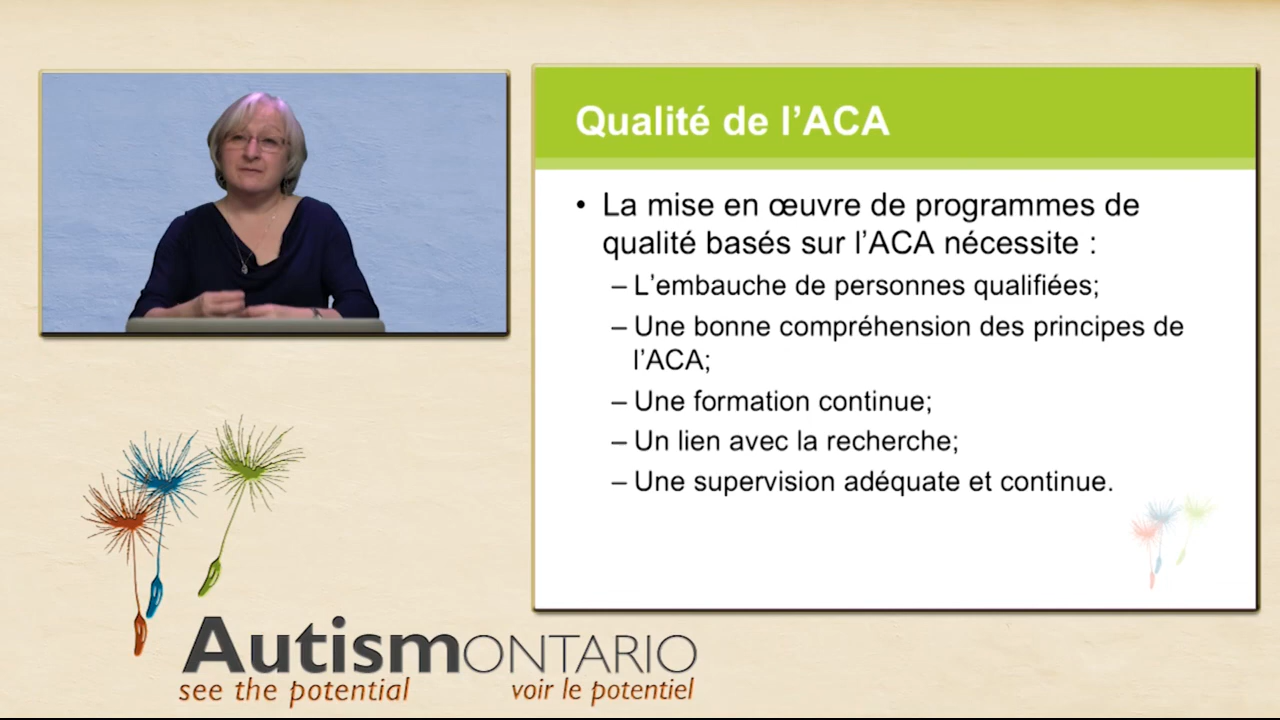 Qualité de l’ACA
• La mise en œuvre de programmes de
qualité basés sur l’ACA nécessite :
– L’embauche de personnes qualifiées;
– Une bonne compréhension des principes de
l’ACA;
– Une formation continue;
– Un lien avec la recherche;
– Une supervision adéquate et continue.
AutismONTARIO
see the potential voir le potentiel